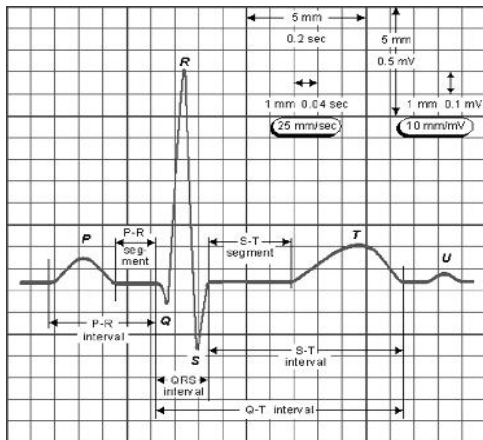 5 mm
0.2 sec
5 mm
0.5 mV
R
1 mm 0.04 sec
1 mm 0.1 mV
25 mm/sec
10 mm/mV
P
P-R
seg-
ment
S-T
segment
T
U
P-R
interval
Q
S
S-T
interval
QRS
interval
Q-T interval